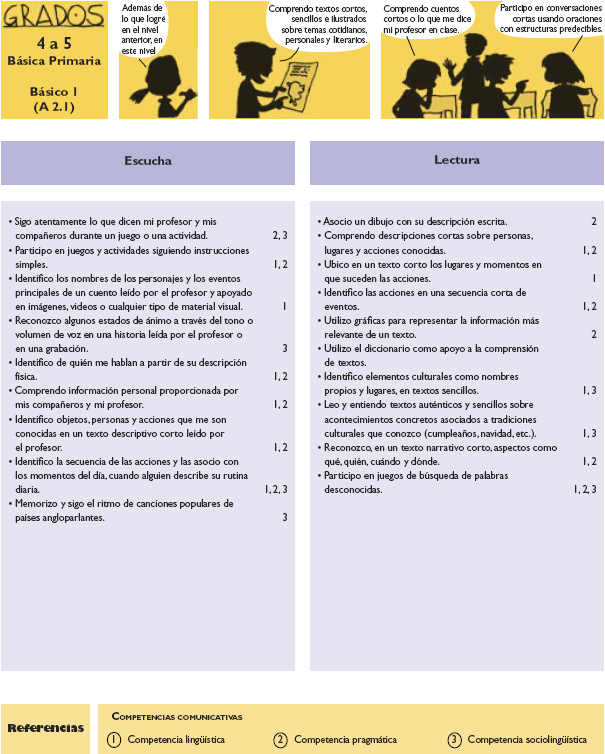 GRADOS
4 a 5
Básica Primaria
Básico 1
(A 2.1)
Además de
lo que logré
en el nivel
anterior, en
este nivel
Comprendo textos cortos,
sencillos e ilustrados
sobre temas cotidianos,
personales y literarios.
Comprendo cuentos
cortos o lo que me dice
mi profesor en clase.
Participo en conversaciones
cortas usando oraciones
con estructuras predecibles.
Escucha
• Sigo atentamente lo que dicen mi profesor y mis
compañeros durante un juego o una actividad. 2, 3
• Participo en juegos y actividades siguiendo instrucciones
simples. 1, 2
• Identifico los nombres de los personajes y los eventos
principales de un cuento leído por el profesor y apoyado
en imágenes, videos o cualquier tipo de material visual. 1
• Reconozco algunos estados de ánimo a través del tono o
volumen de voz en una historia leída por el profesor o
en una grabación. 3
• Identifico de quién me hablan a partir de su descripción
física. 1, 2
• Comprendo información personal proporcionada por
mis compañeros y mi profesor. 1, 2
• Identifico objetos, personas y acciones que me son
conocidas en un texto descriptivo corto leído por
el profesor. 1, 2
• Identifico la secuencia de las acciones y las asocio con
los momentos del día, cuando alguien describe su rutina
diaria. 1, 2, 3
• Memorizo y sigo el ritmo de canciones populares de
países angloparlantes. 3
Lectura
• Asocio un dibujo con su descripción escrita. 2
• Comprendo descripciones cortas sobre personas,
lugares y acciones conocidas. 1, 2
• Ubico en un texto corto los lugares y momentos en
que suceden las acciones. 1
• Identifico las acciones en una secuencia corta de
eventos. 1, 2
• Utilizo gráficas para representar la información más
relevante de un texto. 2
• Utilizo el diccionario como apoyo a la comprensión
de textos.
• Identifico elementos culturales como nombres
propios y lugares, en textos sencillos. 1, 3
• Leo y entiendo textos auténticos y sencillos sobre
acontecimientos concretos asociados a tradiciones
culturales que conozco (cumpleaños, navidad, etc.). 1, 3
• Reconozco, en un texto narrativo corto, aspectos como
qué, quién, cuándo y dónde. 1, 2
• Participo en juegos de búsqueda de palabras
desconocidas. 1, 2, 3
Referencias
COMPETENCIAS COMUNICATIVAS
1 Competencia lingüística 2 Competencia pragmática 3 Competencia sociolingüística